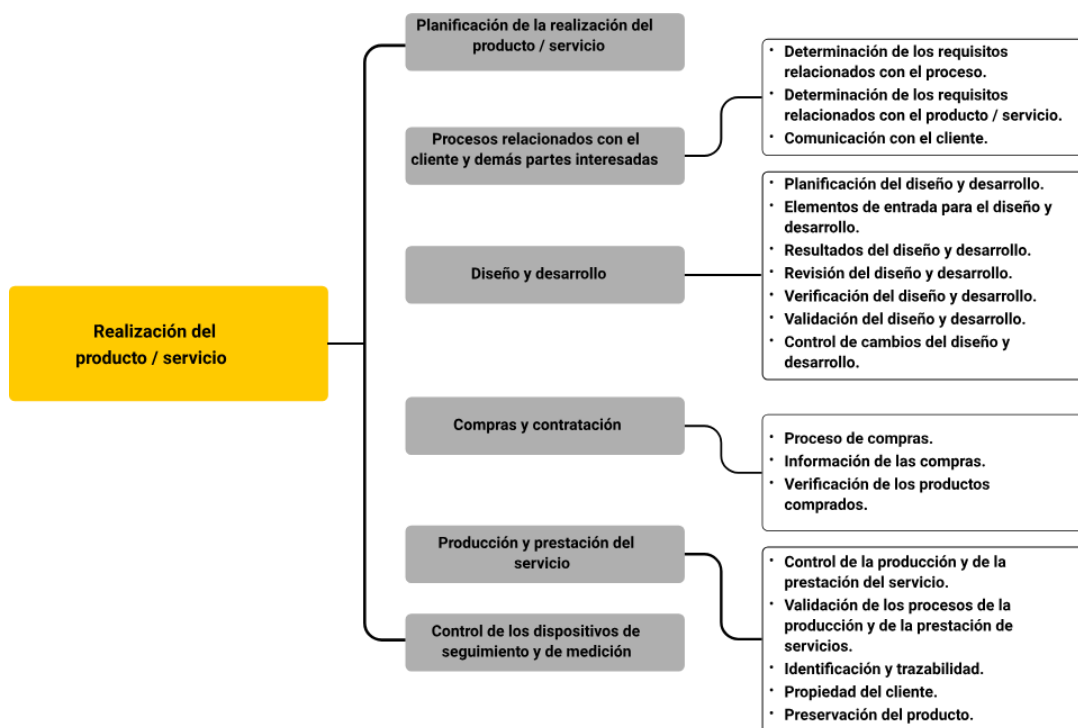 Realización del
producto / servicio
Planificación de la realización del
producto / servicio
Procesos relacionados con el
cliente y demás partes interesadas
• Determinación de los requisitos
relacionados con el proceso.
• Determinación de los requisitos
relacionados con el producto / servicio.
• Comunicación con el cliente.
Diseño y desarrollo
• Planificación del diseño y desarrollo.
• Elementos de entrada para el diseño y
desarrollo.
• Resultados del diseño y desarrollo.
• Revisión del diseño y desarrollo.
• Verificación del diseño y desarrollo.
• Validación del diseño y desarrollo.
• Control de cambios del diseño y
desarrollo.
Compras y contratación
• Proceso de compras.
• Información de las compras.
• Verificación de los productos
comprados.
Producción y prestación del
servicio
• Control de la producción y de la
prestación del servicio.
• Validación de los procesos de la
producción y de la prestación de
servicios.
• Identificación y trazabilidad.
• Propiedad del cliente.
• Preservación del producto.
Control de los dispositivos de
seguimiento y de medición